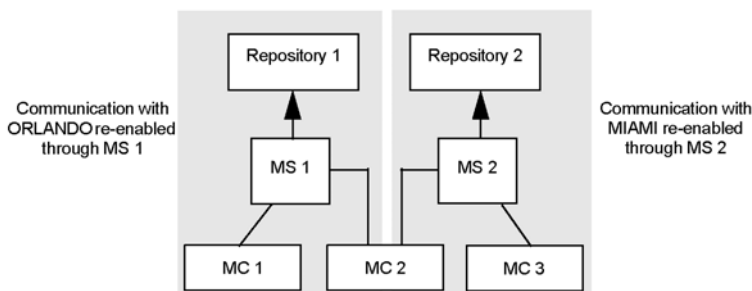 Repository 1
Repository 2
Communication with
ORLANDO re-enabled
through MS 1
Communication with
MIAMI re-enabled
through MS 2
MS 1
MS 2
MC 1
MC 2
MC 3